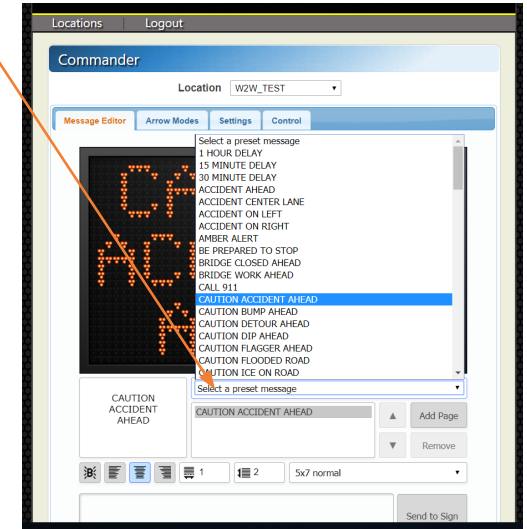 Locations Logout
Commander
Location W2W_TEST
Message Editor Arrow Modes Settings Control
Select a preset message
1 HOUR DELAY
15 MINUTE DELAY
30 MINUTE DELAY
ACCIDENT AHEAD
ACCIDENT CENTER LANE
ACCIDENT ON LEFT
ACCIDENT ON RIGHT
AMBER ALERT
BE PREPARED TO STOP
BRIDGE CLOSED AHEAD
BRIDGE WORK AHEAD
CALL 911
CAUTION ACCIDENT AHEAD
CAUTION BUMP AHEAD
CAUTION DETOUR AHEAD
CAUTION DIP AHEAD
CAUTION FLAGGER AHEAD
CAUTION FLOODED ROAD
CAUTION ICE ON ROAD
Select a preset message
CAUTION
ACCIDENT
AHEAD
CAUTION ACCIDENT AHEAD
Add Page
Remove
B 1 2 5x7 normal
Send to Sign